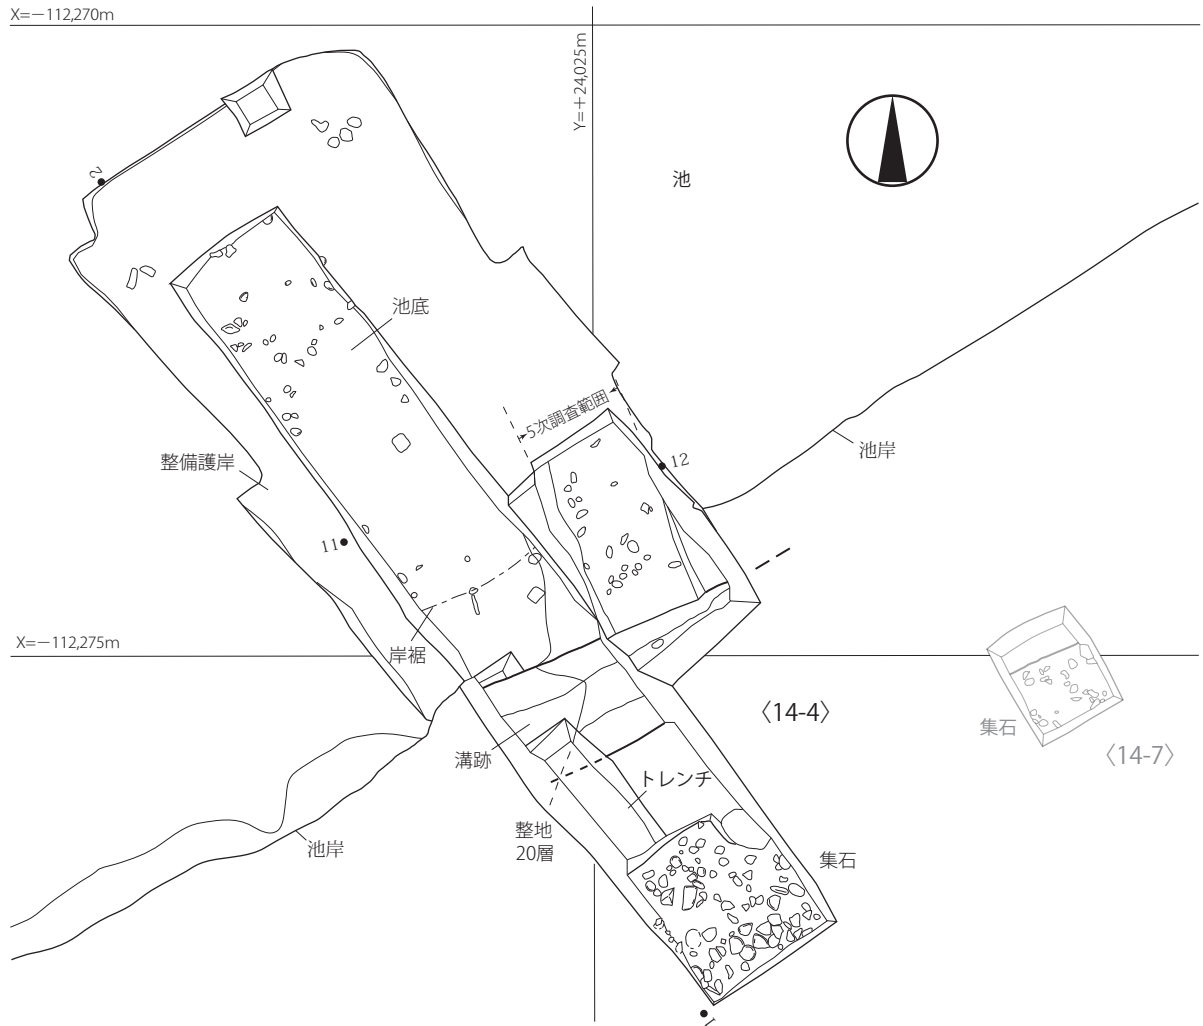 X=－112,270m
Y=＋24,025m
池
2
池底
5次調査範囲
池岸
12
整備護岸
11
岸裾
X=－112,275m
〈14-4〉
集石
〈14-7〉
溝跡
トレンチ
整地
20層
池岸
集石
1